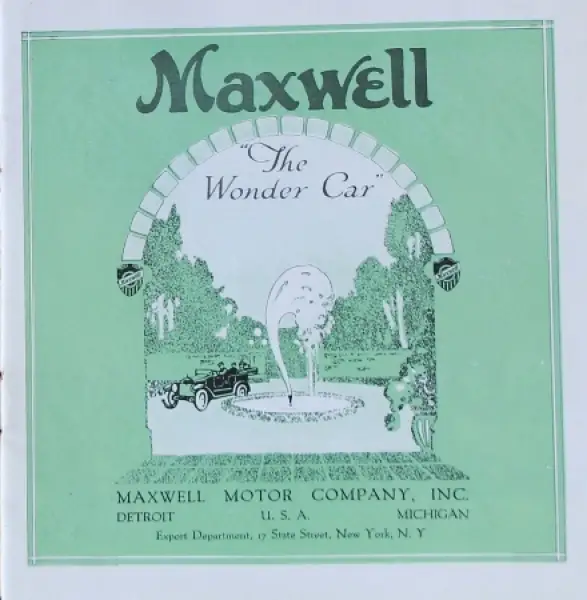 Maxwell
"The
Wonder Car"
MAXWELL MOTOR COMPANY, INC.
DETROIT U. S. A. MICHIGAN
Export Department, 17 State Street, New York, N. Y